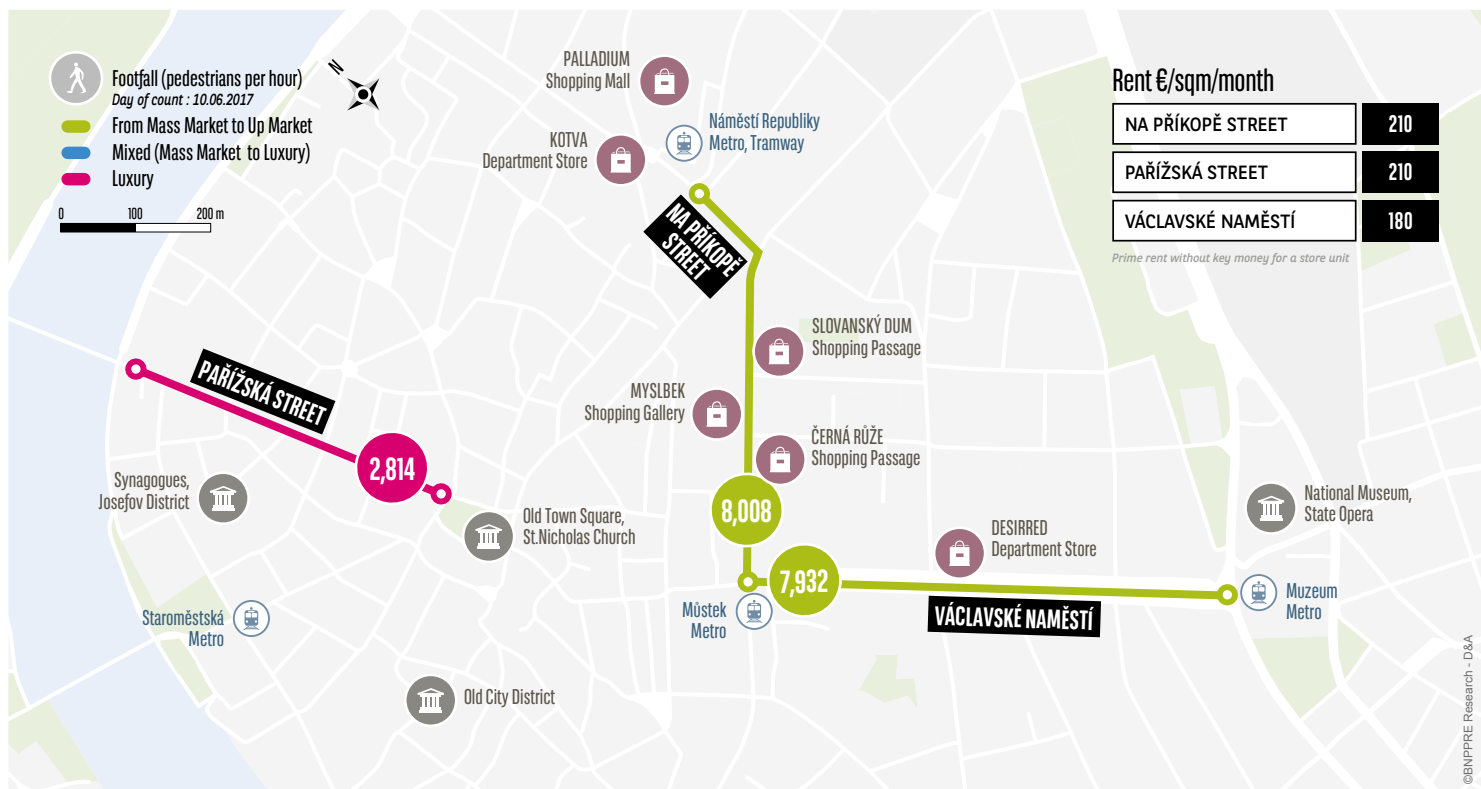 Footfall (pedestrians per hour)
Day of count : 10.06.2017
From Mass Market to Up Market
Mixed (Mass Market to Luxury)
Luxury
0 100 200 m
N
PALLADIUM
Shopping Mall
KOTVA
Department Store
Náměstí Republiky
Metro, Tramway
Rent €/sqm/month
NA PŘÍKOPĚ STREET 210
PAŘÍŽSKÁ STREET 210
VÁCLAVSKÉ NAMĚSTÍ 180
Prime rent without key money for a store unit
NA PŘÍKOPĚ
STREET
SLOVANSKÝ DUM
Shopping Passage
MYSLBEK
Shopping Gallery
ČERNÁ RŮŽE
Shopping Passage
PAŘÍŽSKÁ STREET
2,814
Synagogues,
Josefov District
Old Town Square,
St.Nicholas Church
8,008
7,932
DESIRRED
Department Store
National Museum,
State Opera
Staroměstská
Metro
Můstek
Metro
VÁCLAVSKÉ NAMĚSTÍ
Muzeum
Metro
Old City District
©BNPPRE Research - D&A